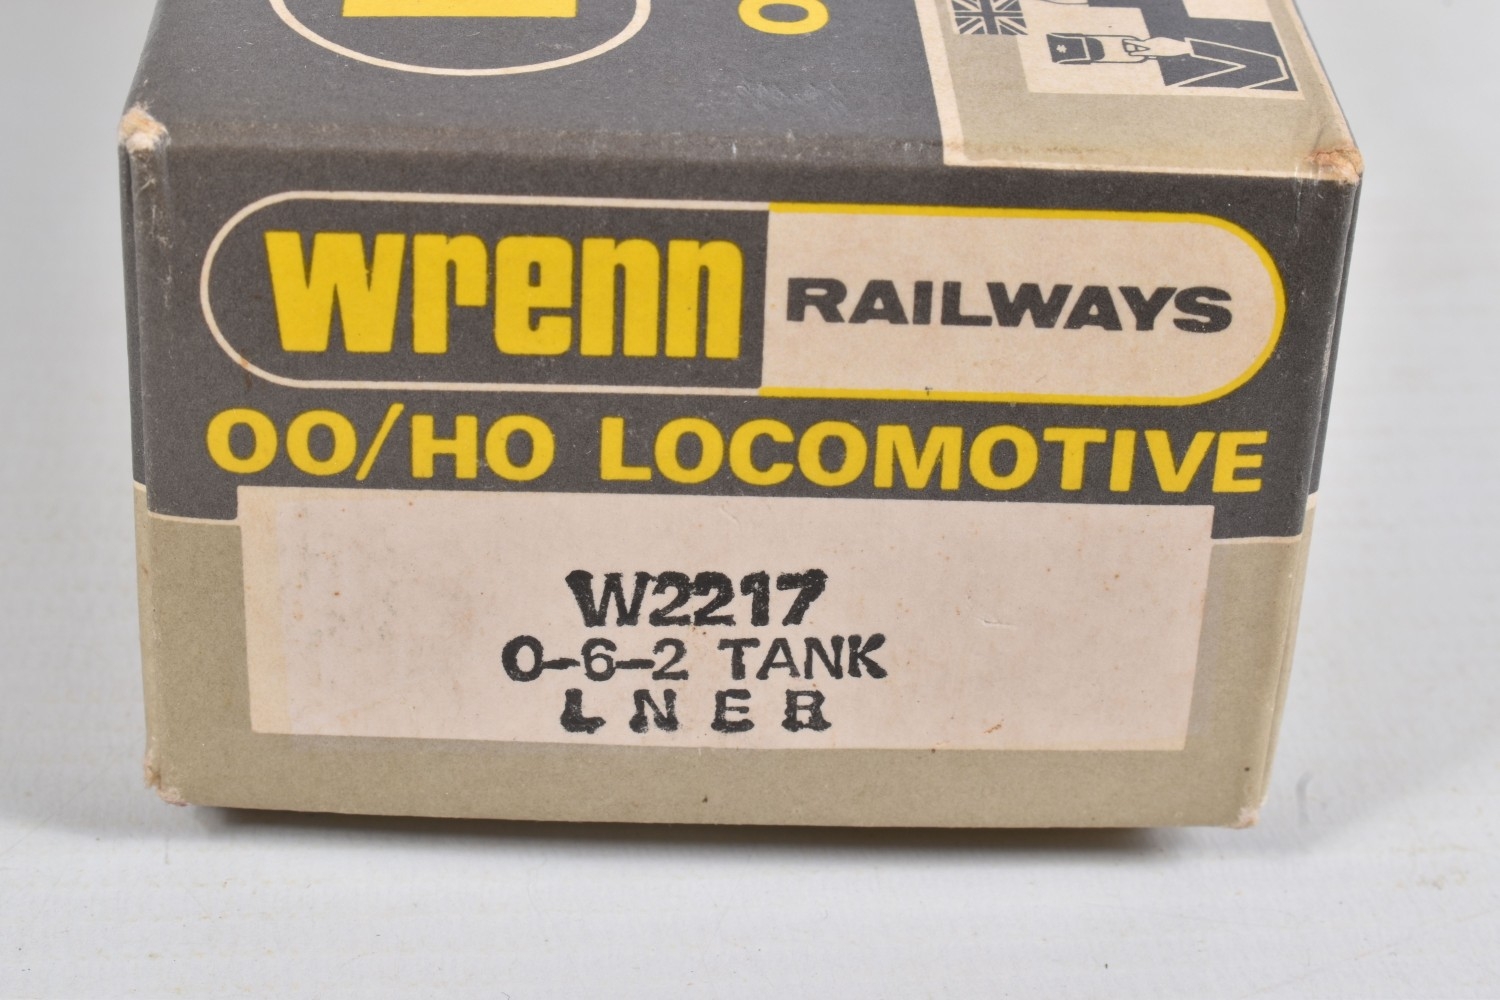 O
wrenn RAILWAYS
OO/HO LOCOMOTIVE
W2217
0-6-2 TANK
LNER